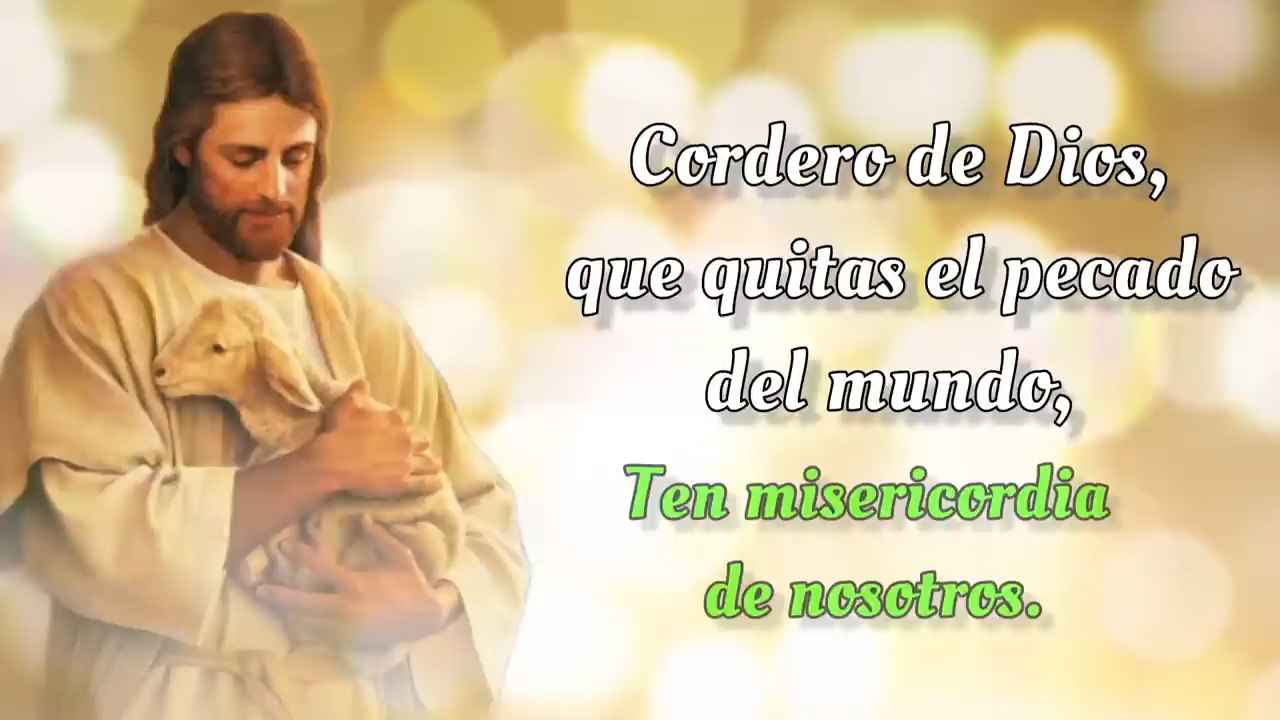 Cordero de Dios,
que quitas el pecado
del mundo,
Ten misericordia
de nosotros.